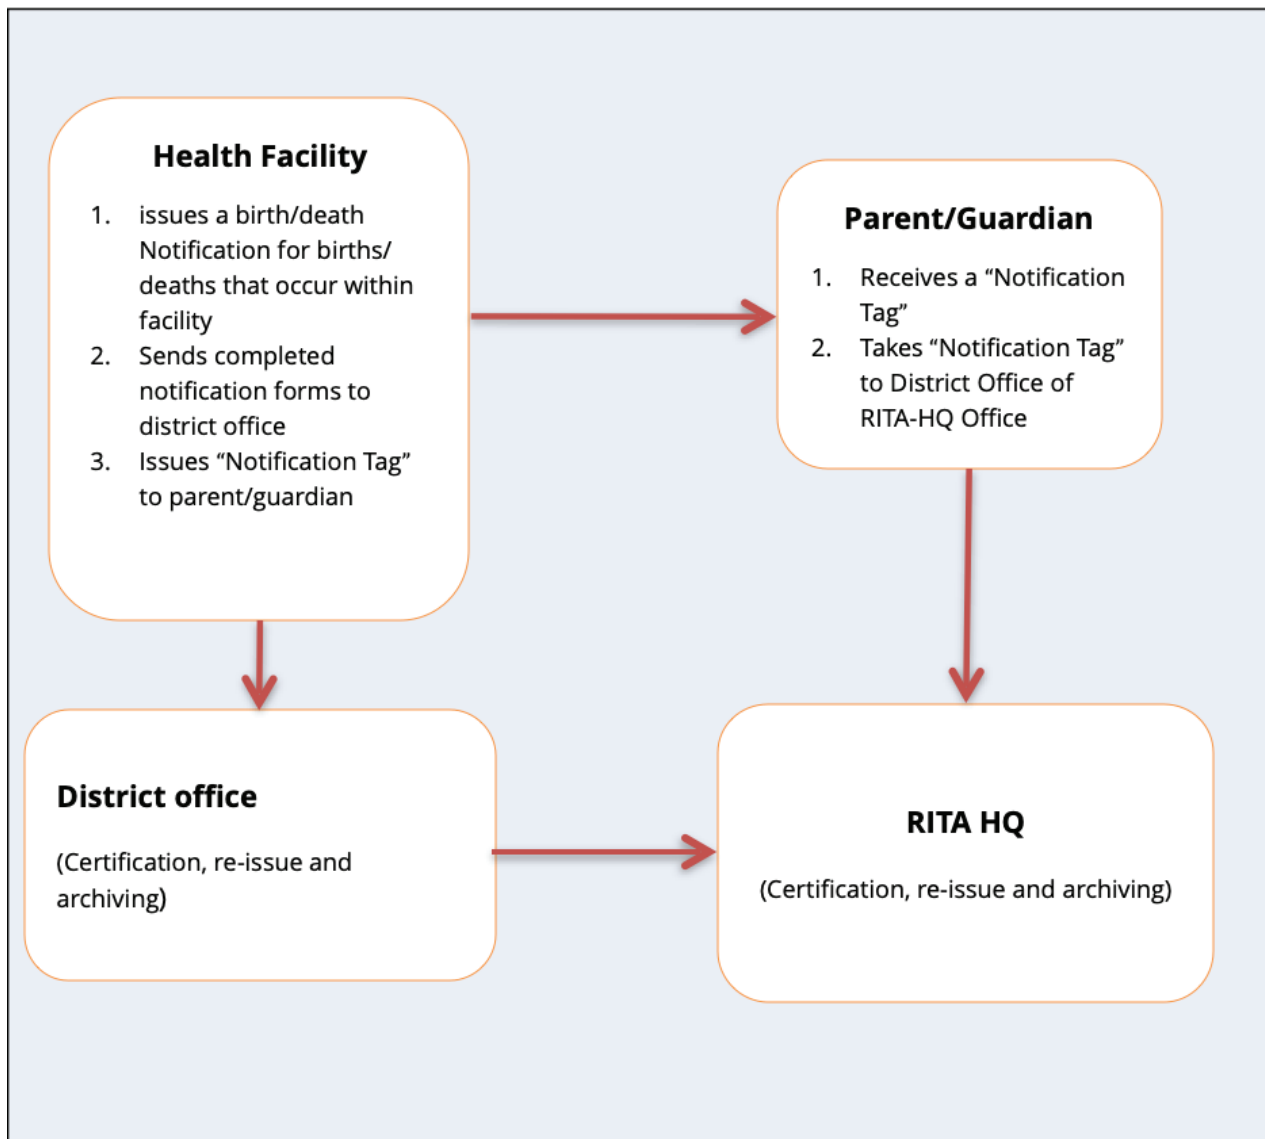 Health Facility
1. issues a birth/death
Notification for births/
deaths that occur within
facility
2. Sends completed
notification forms to
district office
3. Issues “Notification Tag”
to parent/guardian
Parent/Guardian
1. Receives a “Notification
Tag”
2. Takes “Notification Tag”
to District Office of
RITA-HQ Office
District office
(Certification, re-issue and
archiving)
RITA HQ
(Certification, re-issue and archiving)